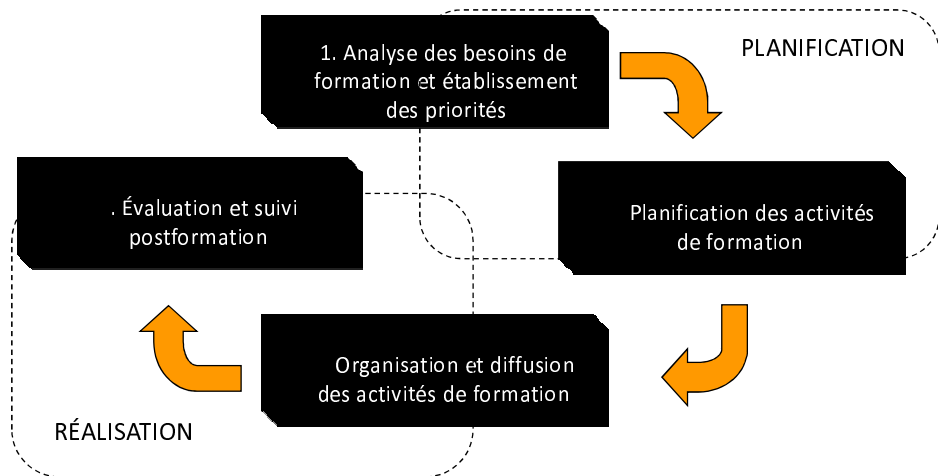 1. Analyse des besoins de
formation et établissement
des priorités
PLANIFICATION
Planification des activités
de formation
Organisation et diffusion
des activités de formation
. Évaluation et suivi
postformation
RÉALISATION